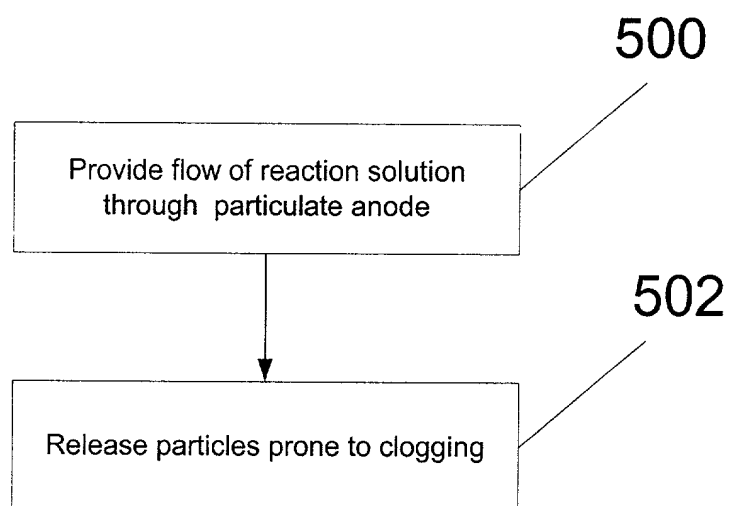 500
Provide flow of reaction solution
through particulate anode
502
Release particles prone to clogging